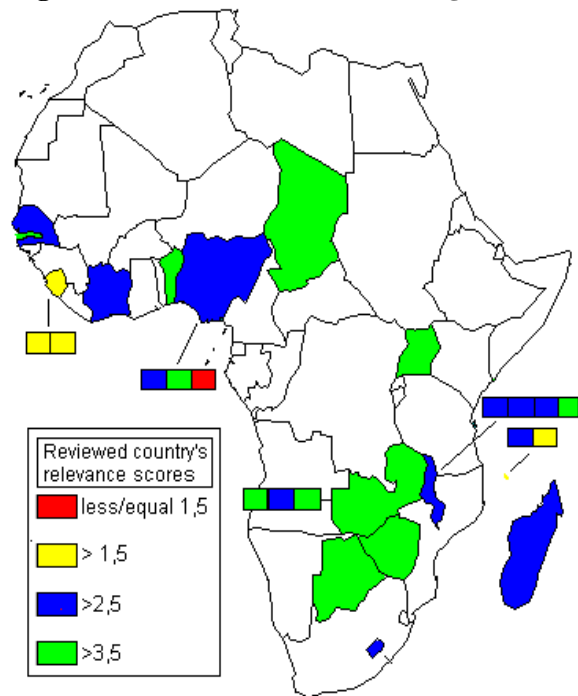 Reviewed country's
relevance scores
less/equal 1,5
> 1,5
>2,5
>3,5